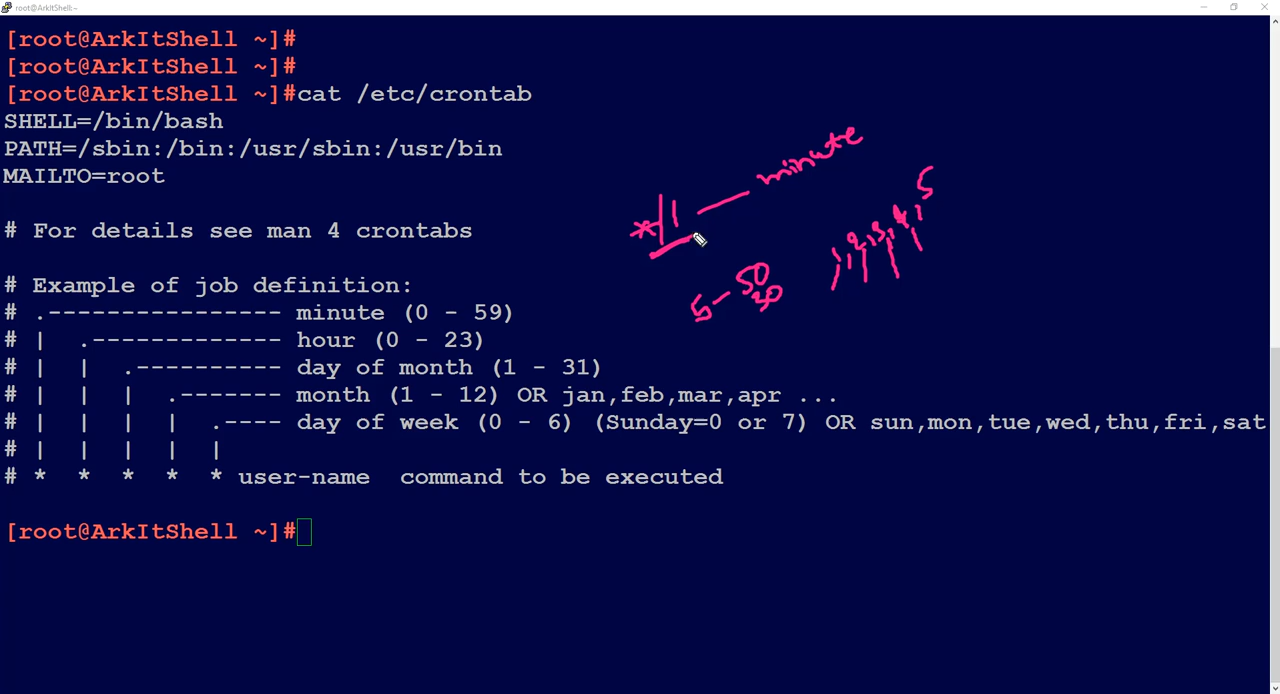 root@ArkItShell:~
[root@ArkItShell ~]#
[root@ArkItShell ~]#
[root@ArkItShell ~]#cat /etc/crontab
SHELL=/bin/bash
PATH=/sbin:/bin:/usr/sbin:/usr/bin
MAILTO=root
# For details see man 4 crontabs
# Example of job definition:
# .---------------- minute (0 - 59)
# | .------------- hour (0 - 23)
# | | .---------- day of month (1 - 31)
# | | | .------- month (1 - 12) OR jan,feb,mar,apr ...
# | | | | .---- day of week (0 - 6) (Sunday=0 or 7) OR sun,mon,tue,wed,thu,fri,sat
# | | | | |
# * * * * * user-name command to be executed
[root@ArkItShell ~]#
*/1 — minute
5 - 50
30
1,2,3,4,5